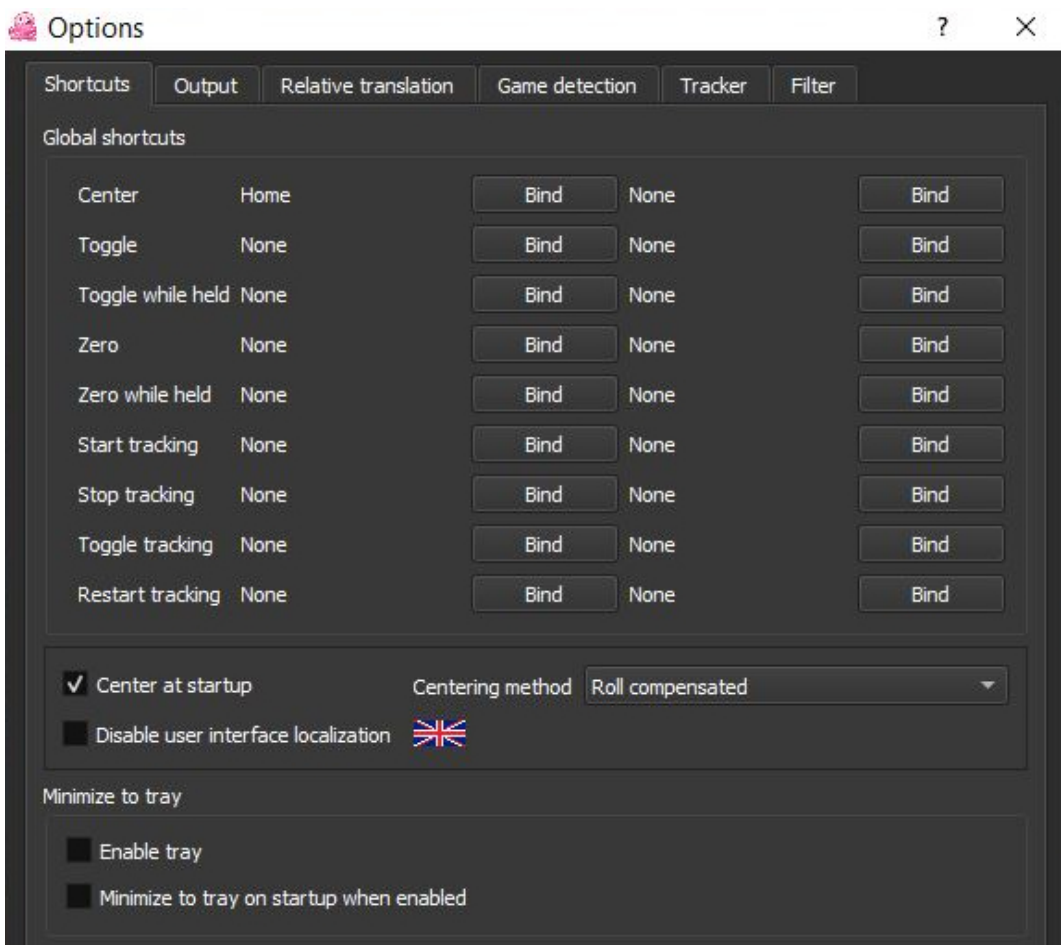 Options ?
Shortcuts Output Relative translation Game detection Tracker Filter
Global shortcuts
Center Home Bind None Bind
Toggle None Bind None Bind
Toggle while held None Bind None Bind
Zero None Bind None Bind
Zero while held None Bind None Bind
Start tracking None Bind None Bind
Stop tracking None Bind None Bind
Toggle tracking None Bind None Bind
Restart tracking None Bind None Bind
Center at startup Centering method Roll compensated
Disable user interface localization
Minimize to tray
Enable tray
Minimize to tray on startup when enabled